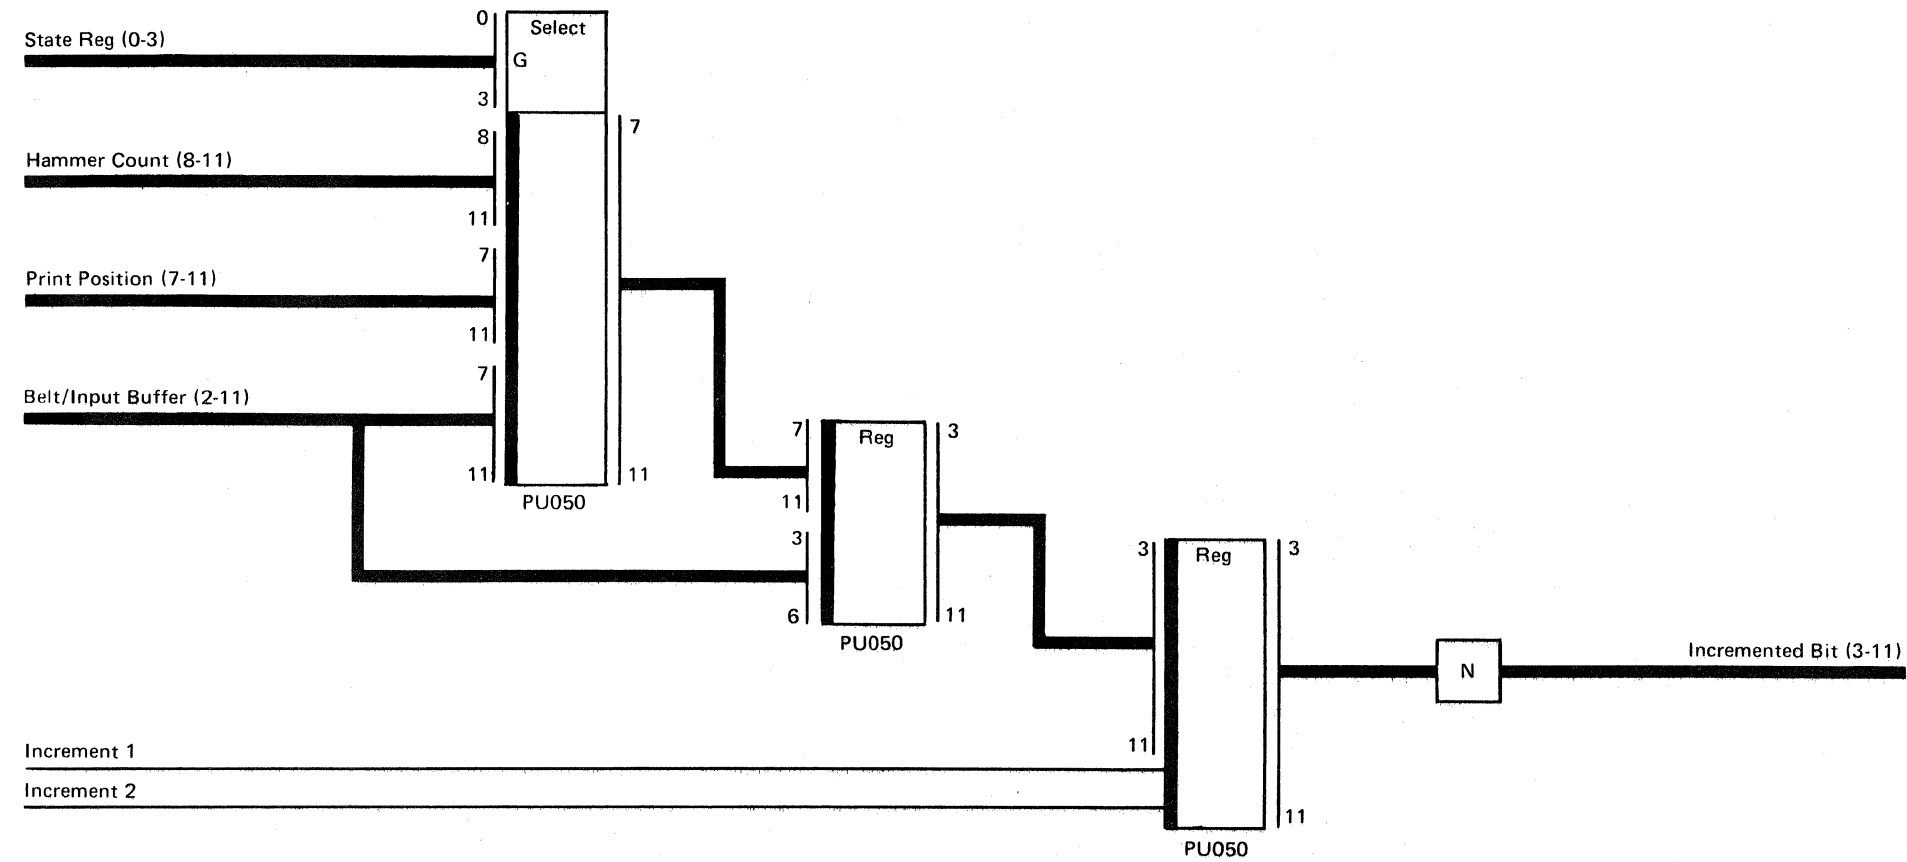 0
Select
State Reg (0-3)
G
3
7
8
Hammer Count (8-11)
11
7
Print Position (7-11)
11
7
Belt/Input Buffer (2-11)
11
11
PU050
7
Reg
3
11
3
6
11
PU050
3
Reg
3
Incremented Bit (3-11)
N
11
Increment 1
Increment 2
11
PU050